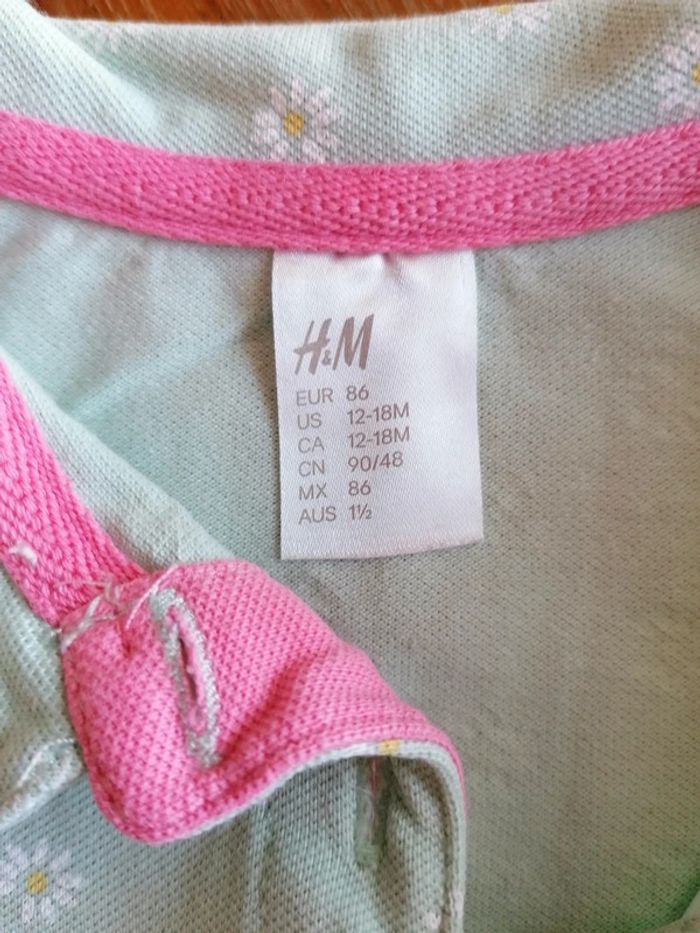 H&M
EUR 86
US 12-18M
CA 12-18M
CN 90/48
MX 86
AUS 1½